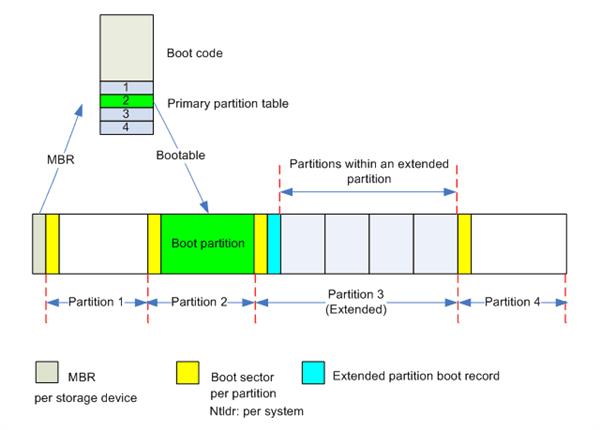 Boot code
1
2
Primary partition table
3
4
MBR
Bootable
Partitions within an extended
partition
Boot partition
Partition 1
Partition 2
Partition 3
(Extended)
Partition 4
MBR
per storage device
Boot sector
per partition
Ntldr: per system
Extended partition boot record